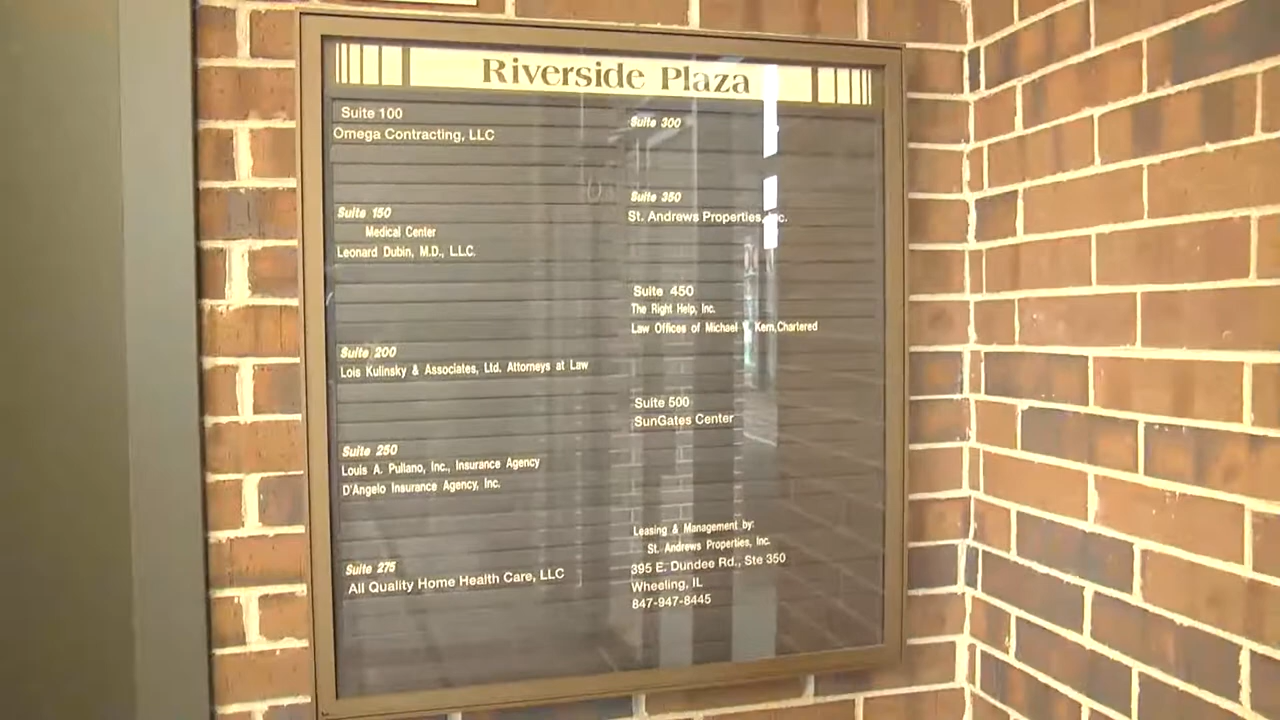 Riverside Plaza
Suite 100
Omega Contracting, LLC
Suite 150
Medical Center
Leonard Dubin, M.D., L.L.C.
Suite 200
Lois Kulinsky & Associates, Ltd. Attorneys at Law
Suite 250
Louis A. Pullano, Inc., Insurance Agency
D'Angelo Insurance Agency, Inc.
Suite 275
All Quality Home Health Care, LLC
Suite 300
Suite 350
St. Andrews Properties, Inc.
Suite 450
The Right Help, Inc.
Law Offices of Michael Kern,Chartered
Suite 500
SunGates Center
Leasing & Management by:
St. Andrews Properties, Inc.
395 E. Dundee Rd., Ste 350
Wheeling, IL
847-947-8445